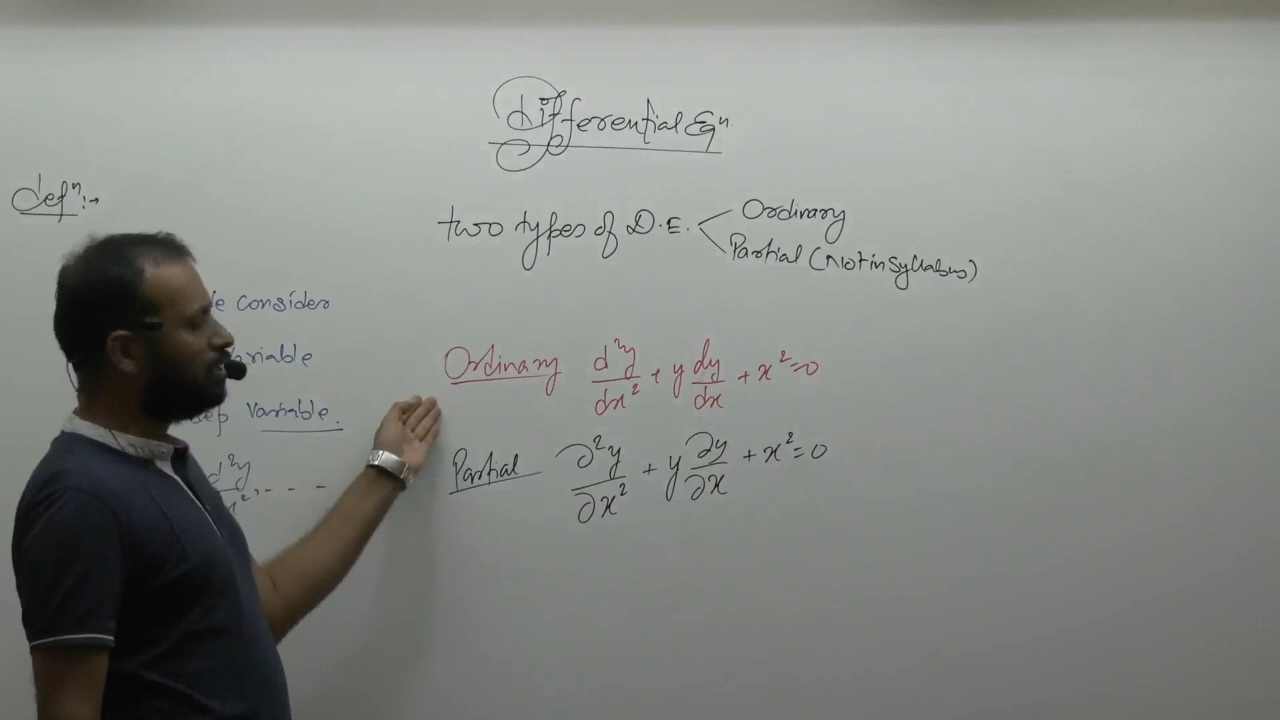 Differential Eqⁿ
defⁿ:→
two types of D.E. < Ordinary
Partial (Not in Syllabus)
consider
Variable.
d²y
Ordinary d²y/dx² + y dy/dx + x² = 0
Partial ∂²y/∂x² + y ∂y/∂x + x² = 0